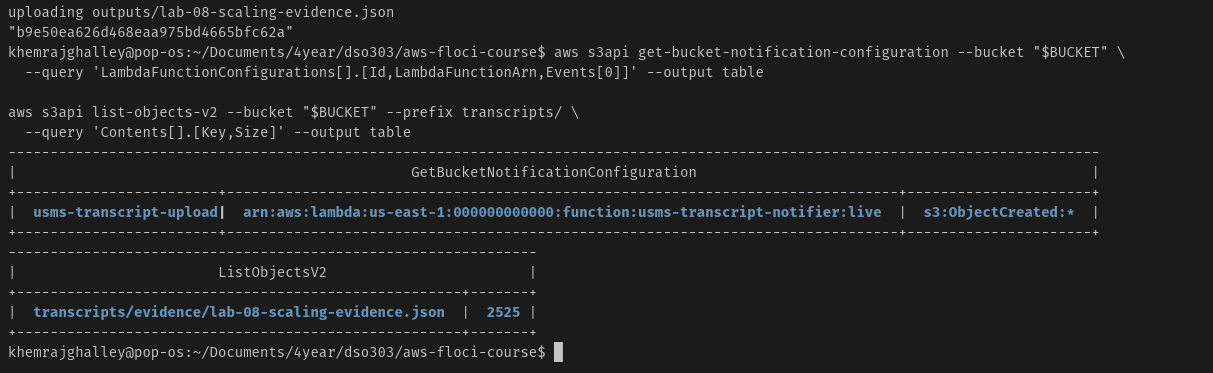 uploading outputs/lab-08-scaling-evidence.json
"b9e50ea626d468eaa975bd4665bfc62a"
khemrajghalley@pop-os:~/Documents/4year/dso303/aws-floci-course$ aws s3api get-bucket-notification-configuration --bucket "$BUCKET" \
  --query 'LambdaFunctionConfigurations[].[Id,LambdaFunctionArn,Events[0]]' --output table

aws s3api list-objects-v2 --bucket "$BUCKET" --prefix transcripts/ \
  --query 'Contents[].[Key,Size]' --output table
---------------------------------------------------------------------------------------------------------------------------------
|                                               GetBucketNotificationConfiguration                                              |
+------------------------+--------------------------------------------------------------------------------+----------------------+
|  usms-transcript-upload|  arn:aws:lambda:us-east-1:000000000000:function:usms-transcript-notifier:live  |  s3:ObjectCreated:*  |
+------------------------+--------------------------------------------------------------------------------+----------------------+
--------------------------------------------------------------
|                        ListObjectsV2                        |
+-----------------------------------------------------+-------+
|  transcripts/evidence/lab-08-scaling-evidence.json  |  2525 |
+-----------------------------------------------------+-------+
khemrajghalley@pop-os:~/Documents/4year/dso303/aws-floci-course$